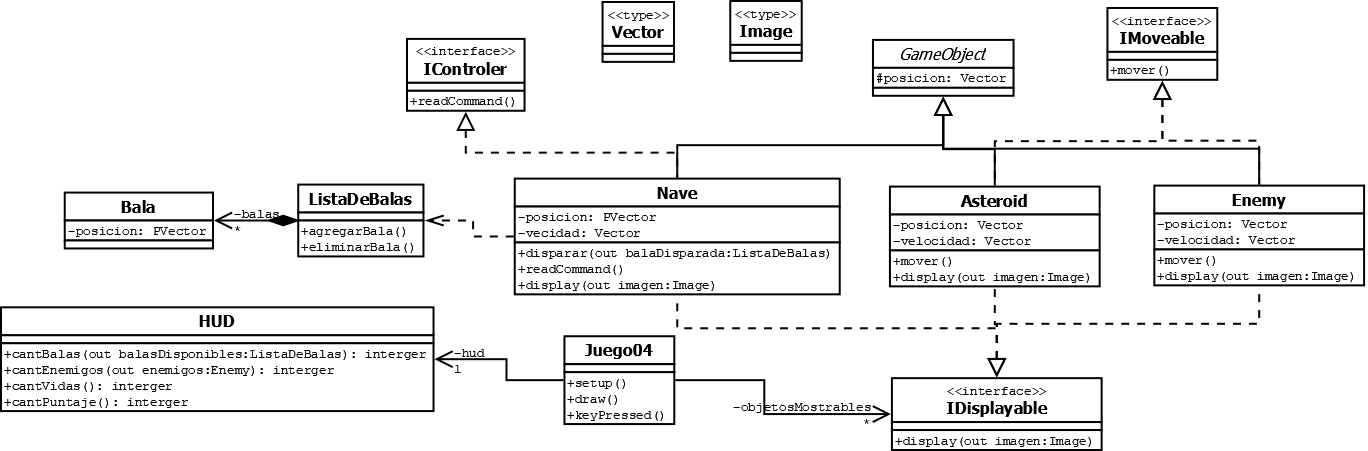 <<type>>
Vector
<<type>>
Image
<<interface>>
IMoveable
+mover()
<<interface>>
IControler
+readCommand()
GameObject
#posicion: Vector
Bala
-posicion: PVector
-balas
*
ListaDeBalas
+agregarBala()
+eliminarBala()
Nave
-posicion: PVector
-vecidad: Vector
+disparar(out balaDisparada:ListaDeBalas)
+readCommand()
+display(out imagen:Image)
Asteroid
-posicion: Vector
-velocidad: Vector
+mover()
+display(out imagen:Image)
Enemy
-posicion: Vector
-velocidad: Vector
+mover()
+display(out imagen:Image)
HUD
+cantBalas(out balasDisponibles:ListaDeBalas): interger
+cantEnemigos(out enemigos:Enemy): interger
+cantVidas(): interger
+cantPuntaje(): interger
-hud
1
Juego04
+setup()
+draw()
+keyPressed()
-objetosMostrables
*
<<interface>>
IDisplayable
+display(out imagen:Image)